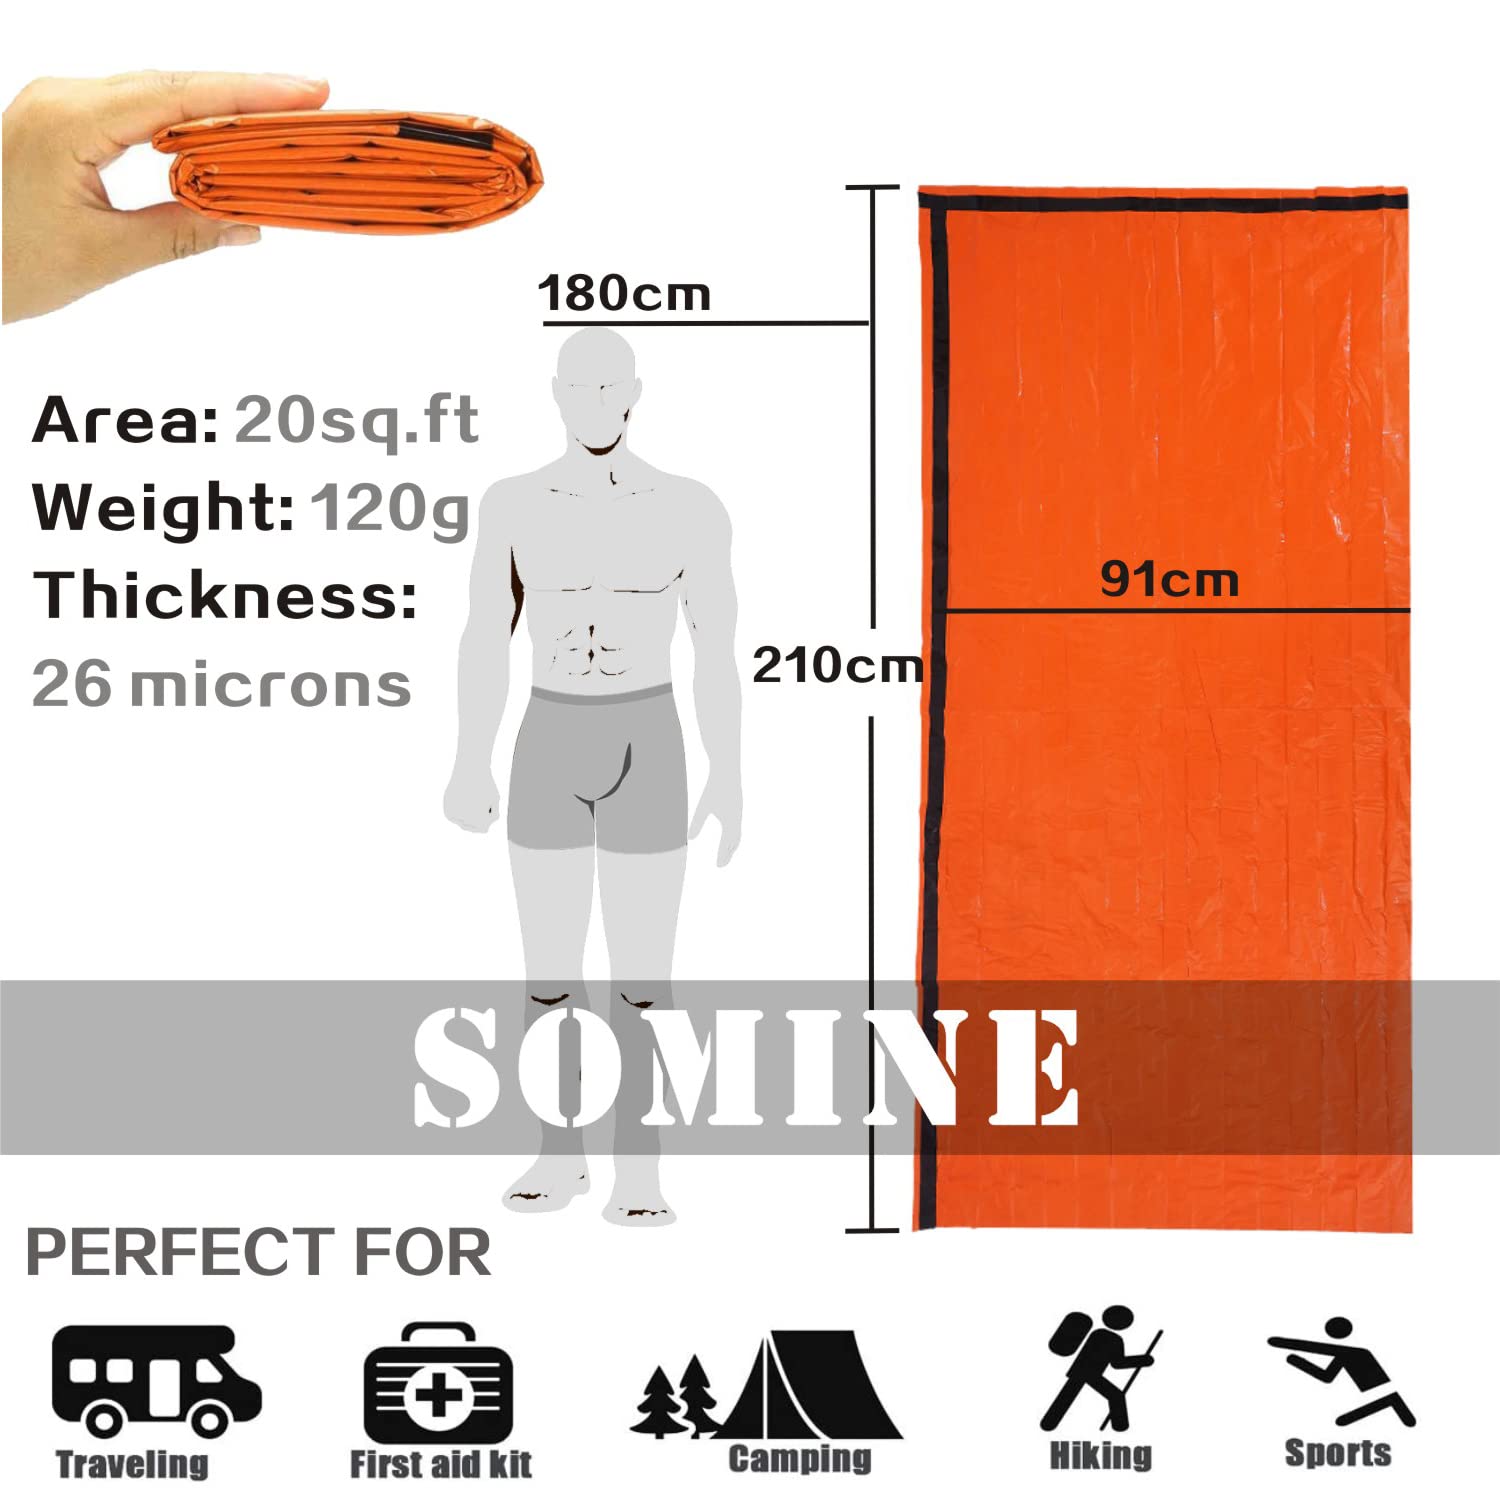 180cm
Area: 20sq.ft
Weight: 120g
Thickness:
26 microns
91cm
210cm
SOMINE
PERFECT FOR
Traveling
First aid kit
Camping
Hiking
Sports